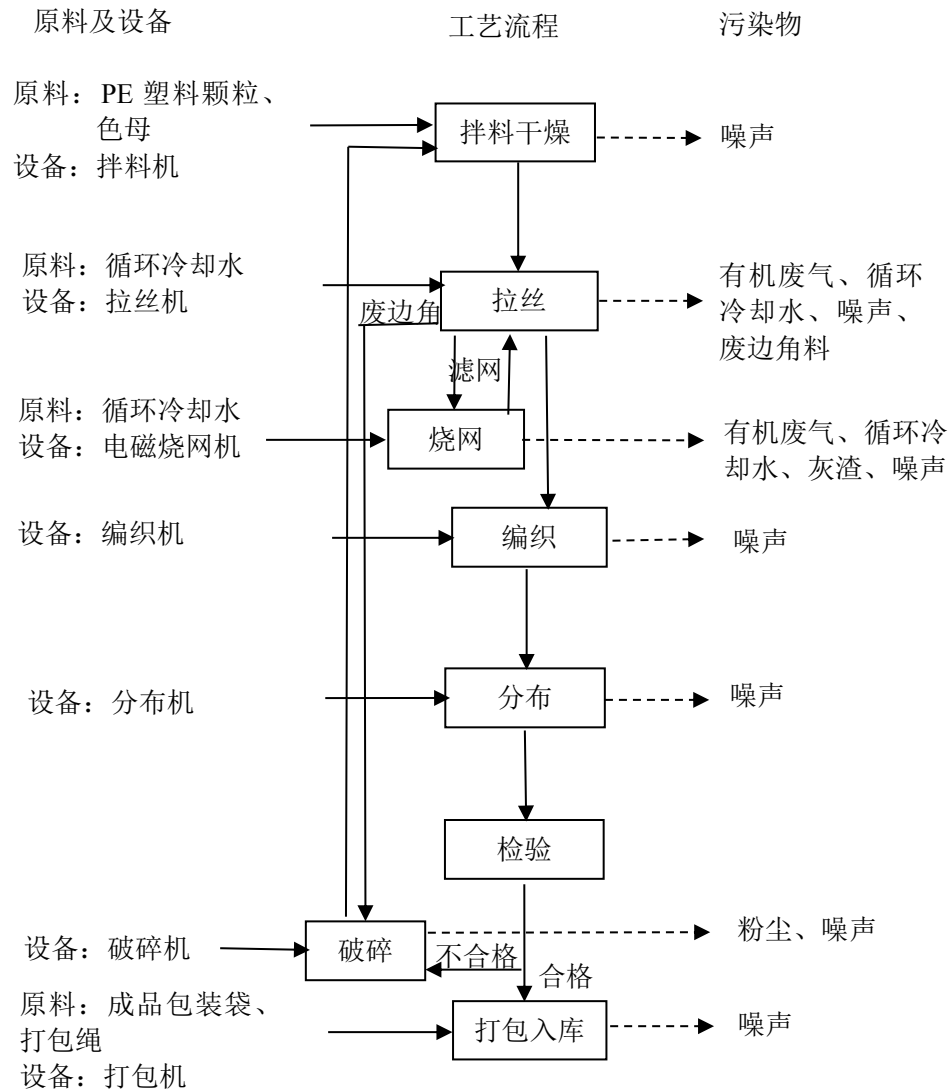 原料及设备
工艺流程
污染物
原料：PE 塑料颗粒、
色母
设备：拌料机
拌料干燥
噪声
原料：循环冷却水
设备：拉丝机
拉丝
有机废气、循环
冷却水、噪声、
废边角料
废边角
滤网
原料：循环冷却水
设备：电磁烧网机
烧网
有机废气、循环冷
却水、灰渣、噪声
设备：编织机
编织
噪声
设备：分布机
分布
噪声
检验
设备：破碎机
破碎
粉尘、噪声
不合格
合格
原料：成品包装袋、
打包绳
设备：打包机
打包入库
噪声